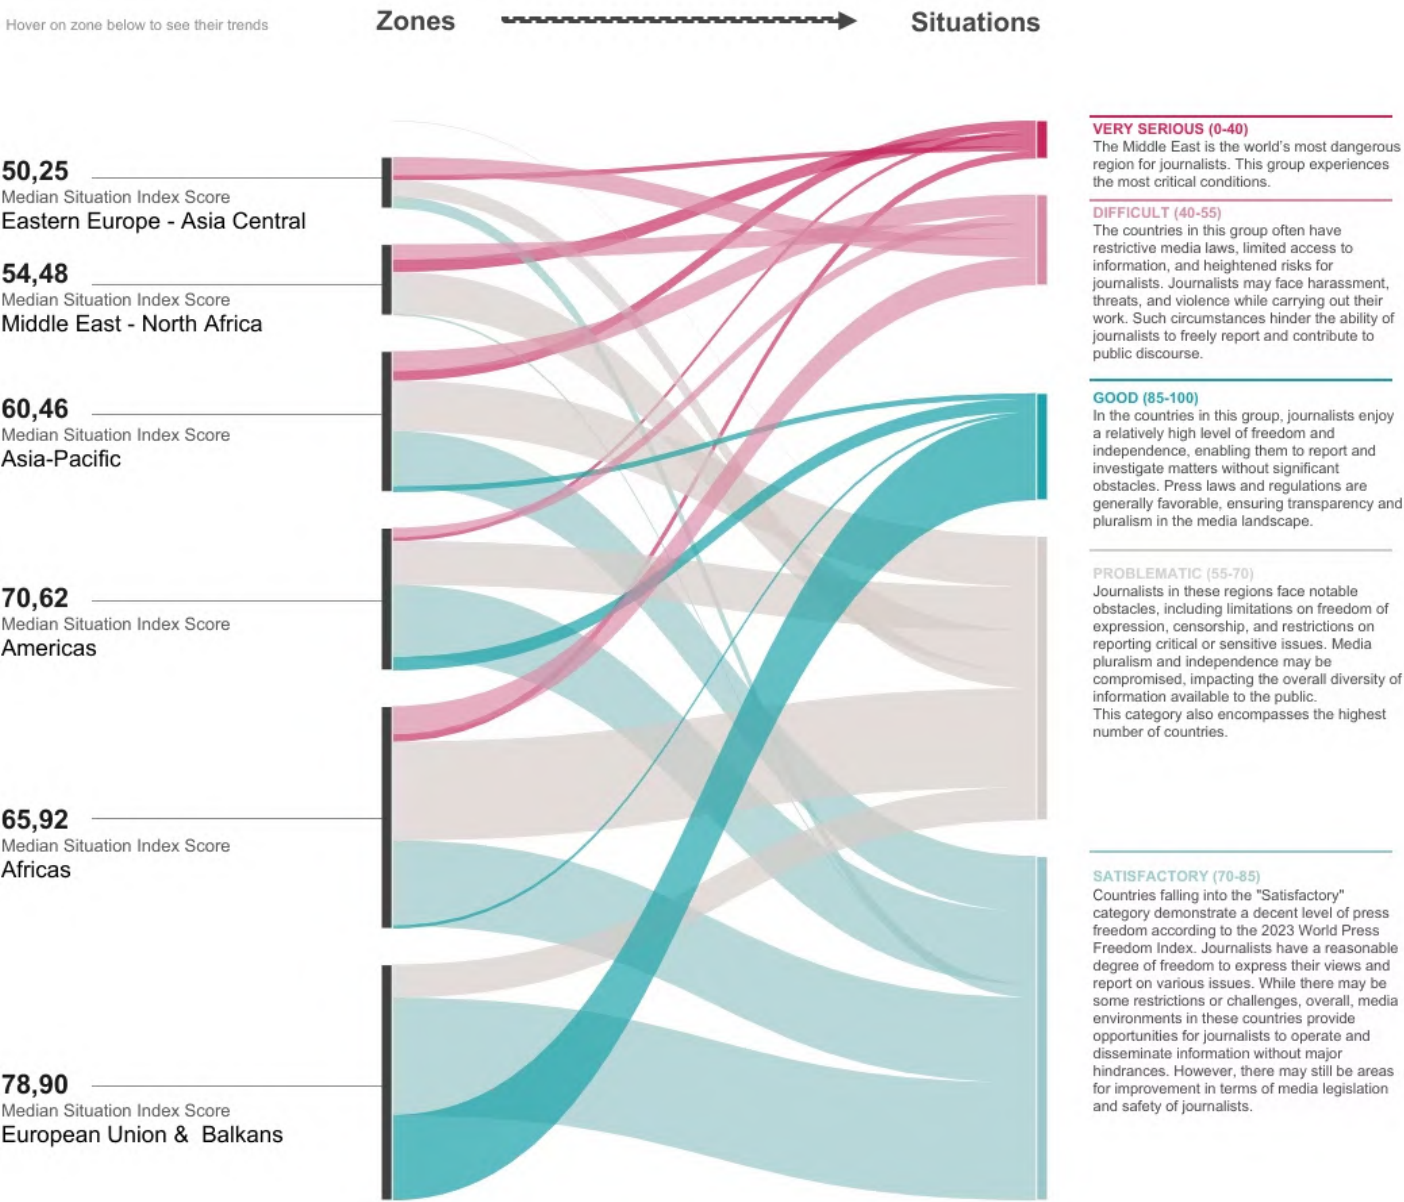 Hover on zone below to see their trends
Zones
Situations
50,25
Median Situation Index Score
Eastern Europe - Asia Central
54,48
Median Situation Index Score
Middle East - North Africa
60,46
Median Situation Index Score
Asia-Pacific
70,62
Median Situation Index Score
Americas
65,92
Median Situation Index Score
Africas
78,90
Median Situation Index Score
European Union & Balkans
VERY SERIOUS (0-40)
The Middle East is the world's most dangerous
region for journalists. This group experiences
the most critical conditions.
DIFFICULT (40-55)
The countries in this group often have
restrictive media laws, limited access to
information, and heightened risks for
journalists. Journalists may face harassment,
threats, and violence while carrying out their
work. Such circumstances hinder the ability of
journalists to freely report and contribute to
public discourse.
GOOD (85-100)
In the countries in this group, journalists enjoy
a relatively high level of freedom and
independence, enabling them to report and
investigate matters without significant
obstacles. Press laws and regulations are
generally favorable, ensuring transparency and
pluralism in the media landscape.
PROBLEMATIC (55-70)
Journalists in these regions face notable
obstacles, including limitations on freedom of
expression, censorship, and restrictions on
reporting critical or sensitive issues. Media
pluralism and independence may be
compromised, impacting the overall diversity of
information available to the public.
This category also encompasses the highest
number of countries.
SATISFACTORY (70-85)
Countries falling into the "Satisfactory"
category demonstrate a decent level of press
freedom according to the 2023 World Press
Freedom Index. Journalists have a reasonable
degree of freedom to express their views and
report on various issues. While there may be
some restrictions or challenges, overall, media
environments in these countries provide
opportunities for journalists to operate and
disseminate information without major
hindrances. However, there may still be areas
for improvement in terms of media legislation
and safety of journalists.